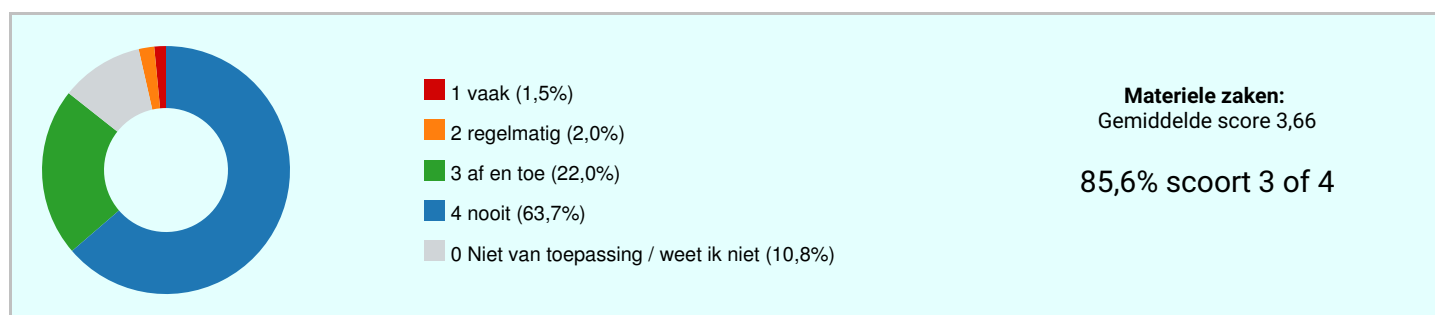 1 vaak (1,5%)
2 regelmatig (2,0%)
3 af en toe (22,0%)
4 nooit (63,7%)
0 Niet van toepassing / weet ik niet (10,8%)
Materiele zaken:
Gemiddelde score 3,66
85,6% scoort 3 of 4